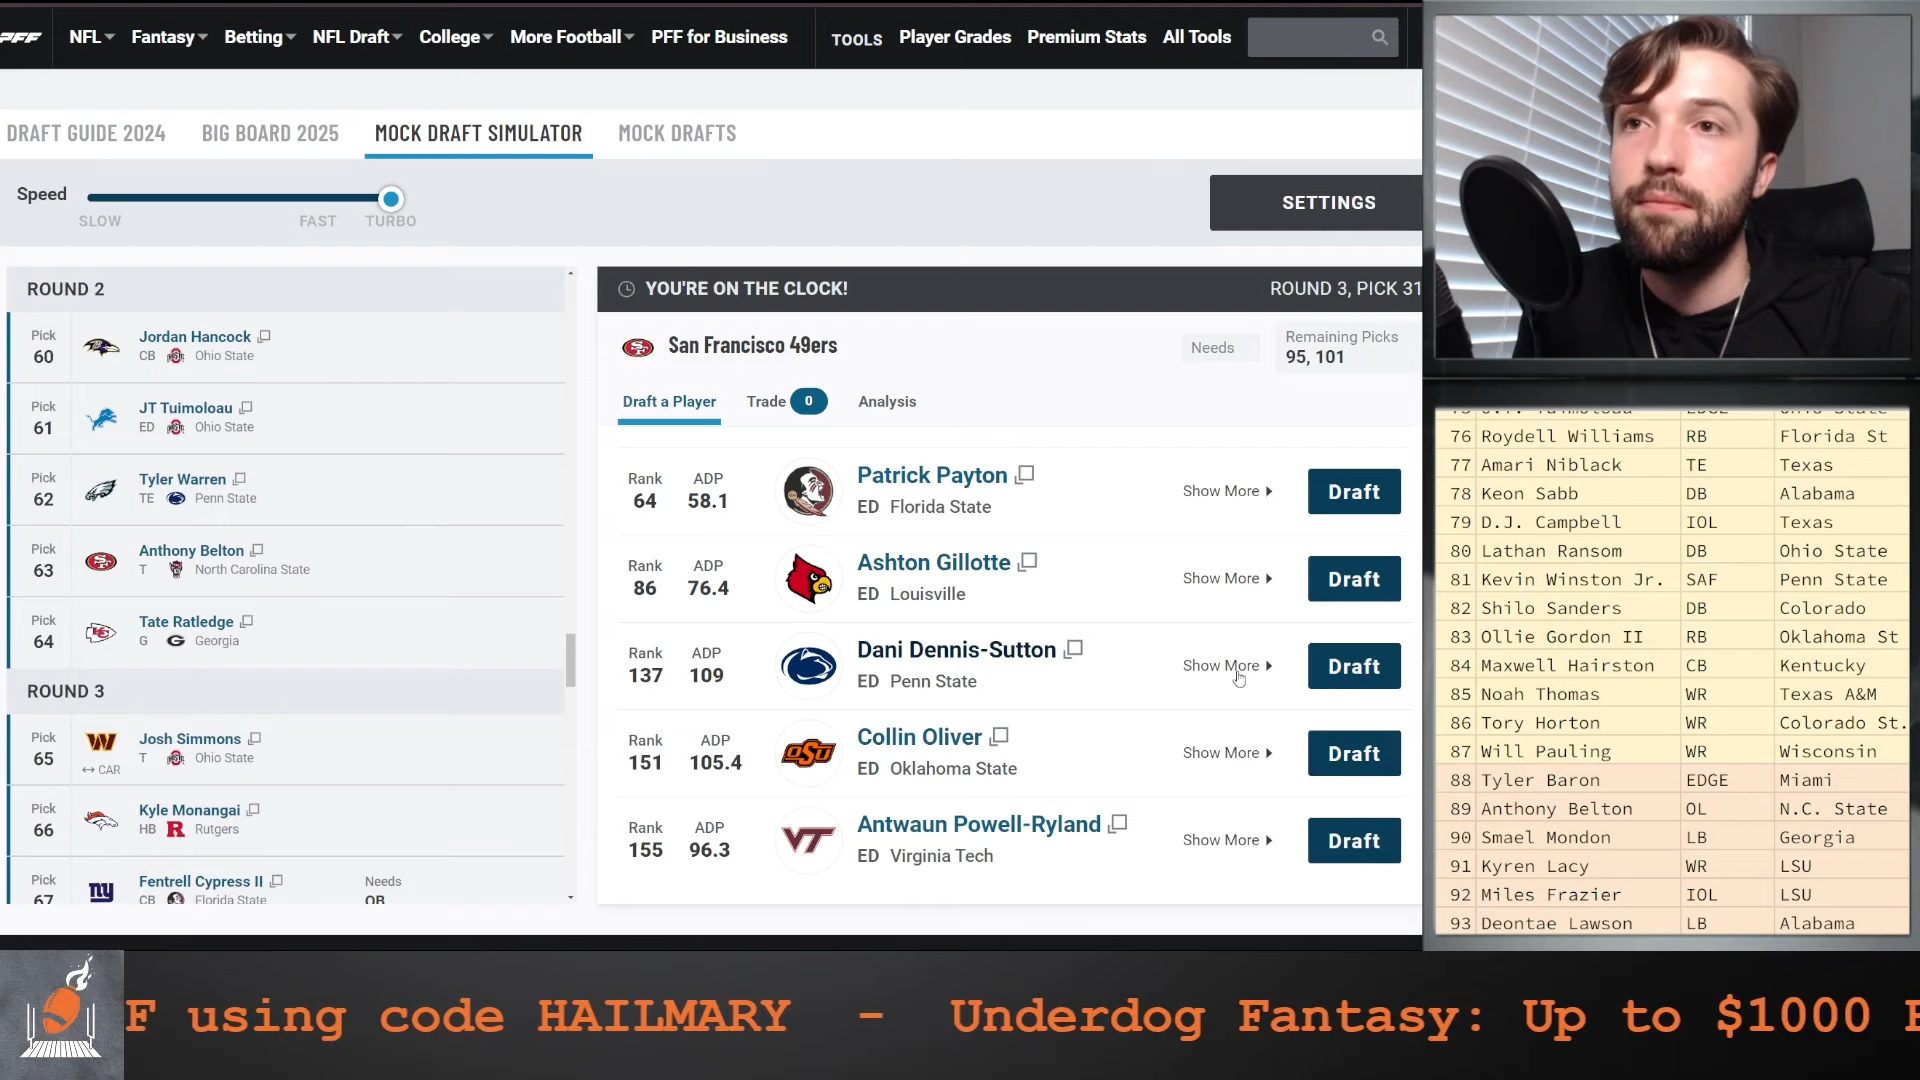 PFF
NFL
Fantasy
Betting
NFL Draft
College
More Football
PFF for Business
TOOLS
Player Grades
Premium Stats
All Tools
DRAFT GUIDE 2024
BIG BOARD 2025
MOCK DRAFT SIMULATOR
MOCK DRAFTS
Speed
SLOW
FAST
TURBO
SETTINGS
ROUND 2
Pick 60
Jordan Hancock
CB Ohio State
Pick 61
JT Tuimoloau
ED Ohio State
Pick 62
Tyler Warren
TE Penn State
Pick 63
Anthony Belton
T North Carolina State
Pick 64
Tate Ratledge
G Georgia
ROUND 3
Pick 65
Josh Simmons
T Ohio State
↔ CAR
Pick 66
Kyle Monangai
HB Rutgers
Pick 67
Fentrell Cypress II
CB Florida State
Needs
QB
YOU'RE ON THE CLOCK!
ROUND 3, PICK 31
San Francisco 49ers
Needs
Remaining Picks
95, 101
Draft a Player
Trade 0
Analysis
Rank 64
ADP 58.1
Patrick Payton
ED Florida State
Show More
Draft
Rank 86
ADP 76.4
Ashton Gillotte
ED Louisville
Show More
Draft
Rank 137
ADP 109
Dani Dennis-Sutton
ED Penn State
Show More
Draft
Rank 151
ADP 105.4
Collin Oliver
ED Oklahoma State
Show More
Draft
Rank 155
ADP 96.3
Antwaun Powell-Ryland
ED Virginia Tech
Show More
Draft
76 Roydell Williams RB Florida St
77 Amari Niblack TE Texas
78 Keon Sabb DB Alabama
79 D.J. Campbell IOL Texas
80 Lathan Ransom DB Ohio State
81 Kevin Winston Jr. SAF Penn State
82 Shilo Sanders DB Colorado
83 Ollie Gordon II RB Oklahoma St
84 Maxwell Hairston CB Kentucky
85 Noah Thomas WR Texas A&M
86 Tory Horton WR Colorado St.
87 Will Pauling WR Wisconsin
88 Tyler Baron EDGE Miami
89 Anthony Belton OL N.C. State
90 Smael Mondon LB Georgia
91 Kyren Lacy WR LSU
92 Miles Frazier IOL LSU
93 Deontae Lawson LB Alabama
F using code HAILMARY - Underdog Fantasy: Up to $1000